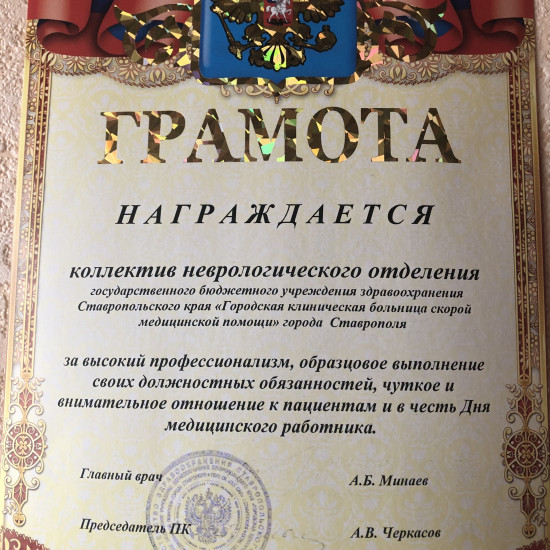 ГРАМОТА
НАГРАЖДАЕТСЯ
коллектив неврологического отделения
государственного бюджетного учреждения здравоохранения
Ставропольского края «Городская клиническая больница скорой
медицинской помощи» города Ставрополя
за высокий профессионализм, образцовое выполнение
своих должностных обязанностей, чуткое и
внимательное отношение к пациентам и в честь Дня
медицинского работника.
Главный врач А.Б. Минаев
Председатель ПК А.В. Черкасов